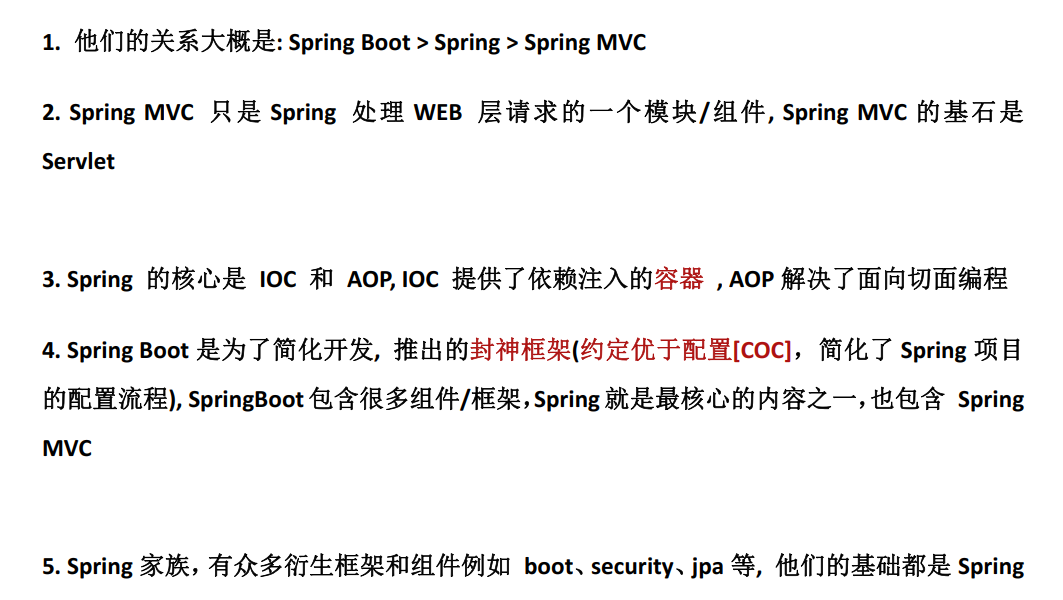 1. 他们的关系大概是: Spring Boot > Spring > Spring MVC
2. Spring MVC 只是 Spring 处理 WEB 层请求的一个模块/组件, Spring MVC 的基石是
Servlet
3. Spring 的核心是 IOC 和 AOP, IOC 提供了依赖注入的容器 , AOP 解决了面向切面编程
4. Spring Boot 是为了简化开发, 推出的封神框架(约定优于配置[COC]，简化了 Spring 项目
的配置流程), SpringBoot 包含很多组件/框架，Spring 就是最核心的内容之一，也包含 Spring
MVC
5. Spring 家族，有众多衍生框架和组件例如 boot、security、jpa 等, 他们的基础都是 Spring